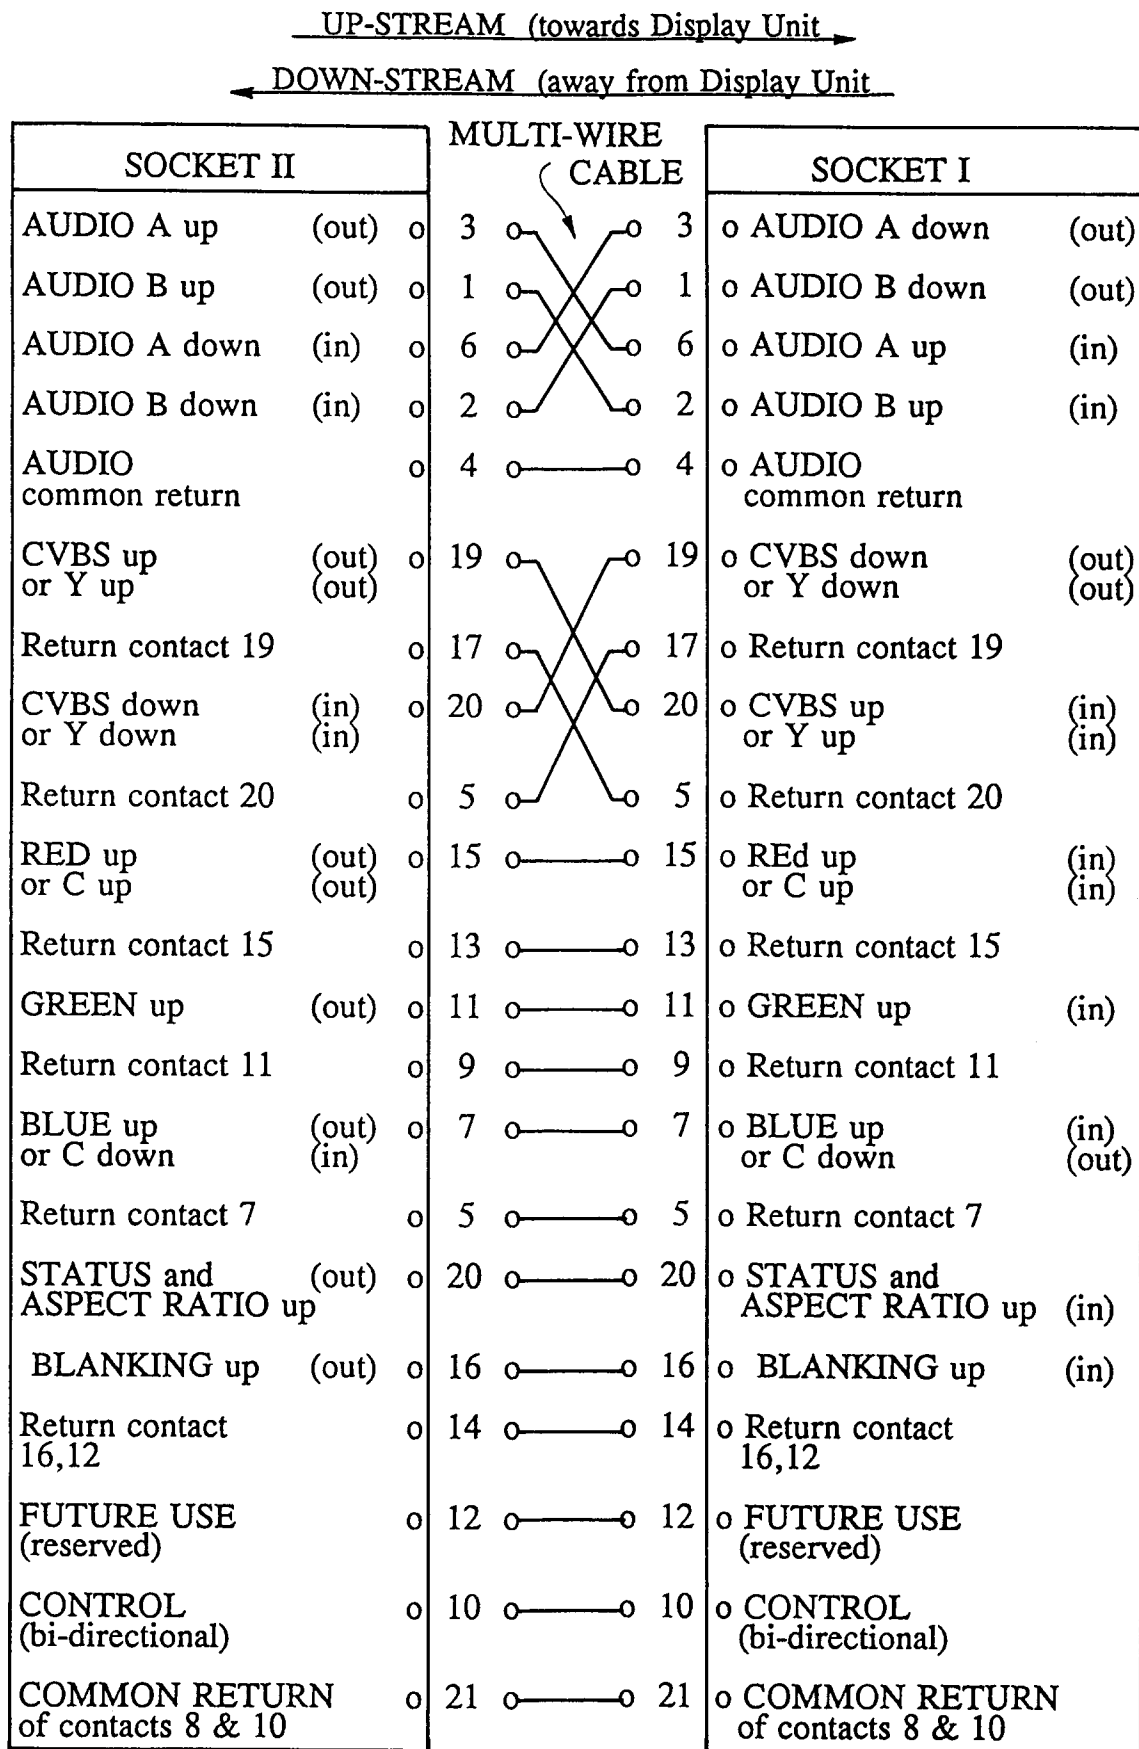 UP-STREAM (towards Display Unit
DOWN-STREAM (away from Display Unit
MULTI-WIRE
CABLE
SOCKET II
SOCKET I
AUDIO A up (out) o 3 3 o AUDIO A down (out)
AUDIO B up (out) o 1 1 o AUDIO B down (out)
AUDIO A down (in) o 6 6 o AUDIO A up (in)
AUDIO B down (in) o 2 2 o AUDIO B up (in)
AUDIO o 4 4 o AUDIO
common return common return
CVBS up (out) o 19 19 o CVBS down (out)
or Y up (out) or Y down (out)
Return contact 19 o 17 17 o Return contact 19
CVBS down (in) o 20 20 o CVBS up (in)
or Y down (in) or Y up (in)
Return contact 20 o 5 5 o Return contact 20
RED up (out) o 15 15 o REd up (in)
or C up (out) or C up (in)
Return contact 15 o 13 13 o Return contact 15
GREEN up (out) o 11 11 o GREEN up (in)
Return contact 11 o 9 9 o Return contact 11
BLUE up (out) o 7 7 o BLUE up (in)
or C down (in) or C down (out)
Return contact 7 o 5 5 o Return contact 7
STATUS and (out) o 20 20 o STATUS and
ASPECT RATIO up ASPECT RATIO up (in)
BLANKING up (out) o 16 16 o BLANKING up (in)
Return contact o 14 14 o Return contact
16,12 16,12
FUTURE USE o 12 12 o FUTURE USE
(reserved) (reserved)
CONTROL o 10 10 o CONTROL
(bi-directional) (bi-directional)
COMMON RETURN o 21 21 o COMMON RETURN
of contacts 8 & 10 of contacts 8 & 10